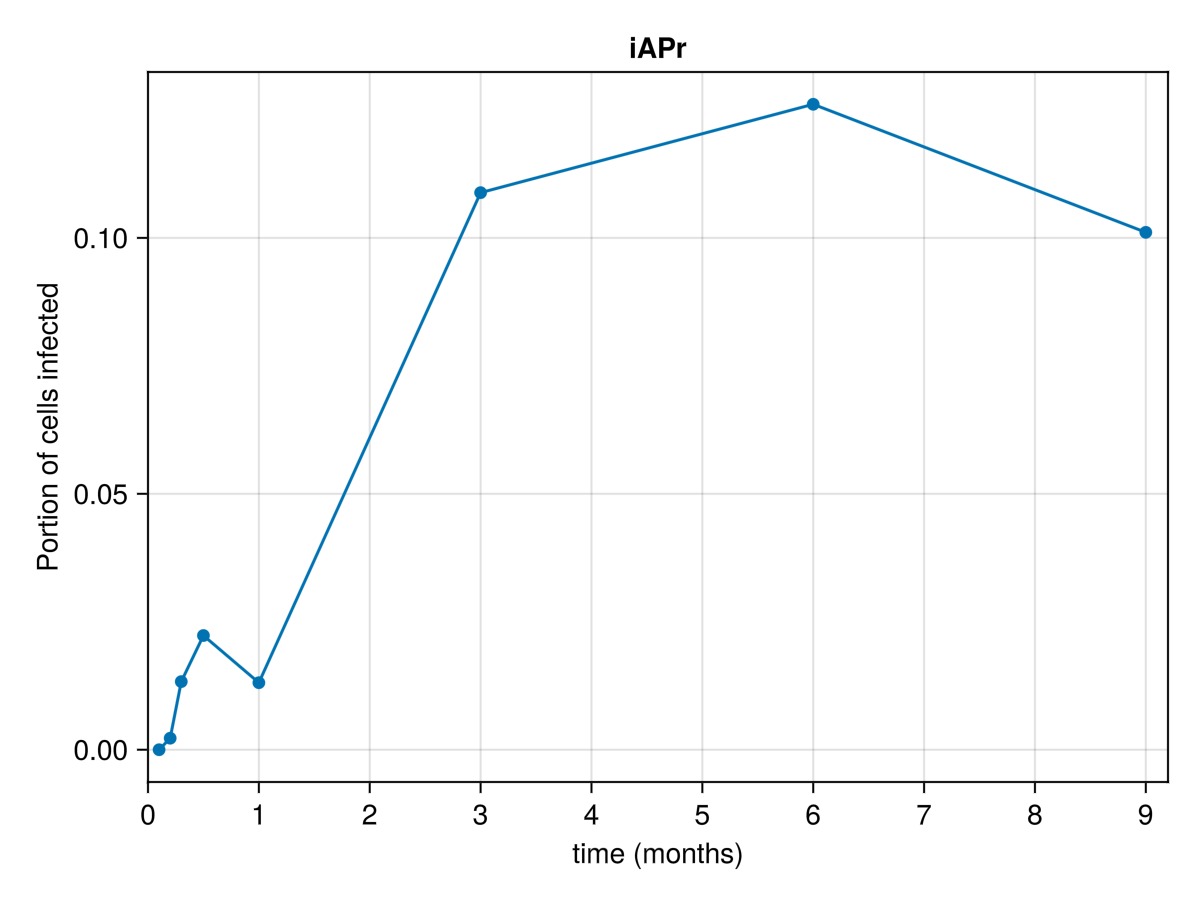 iAPr
Portion of cells infected
0.10
0.05
0.00
0 1 2 3 4 5 6 7 8 9
time (months)